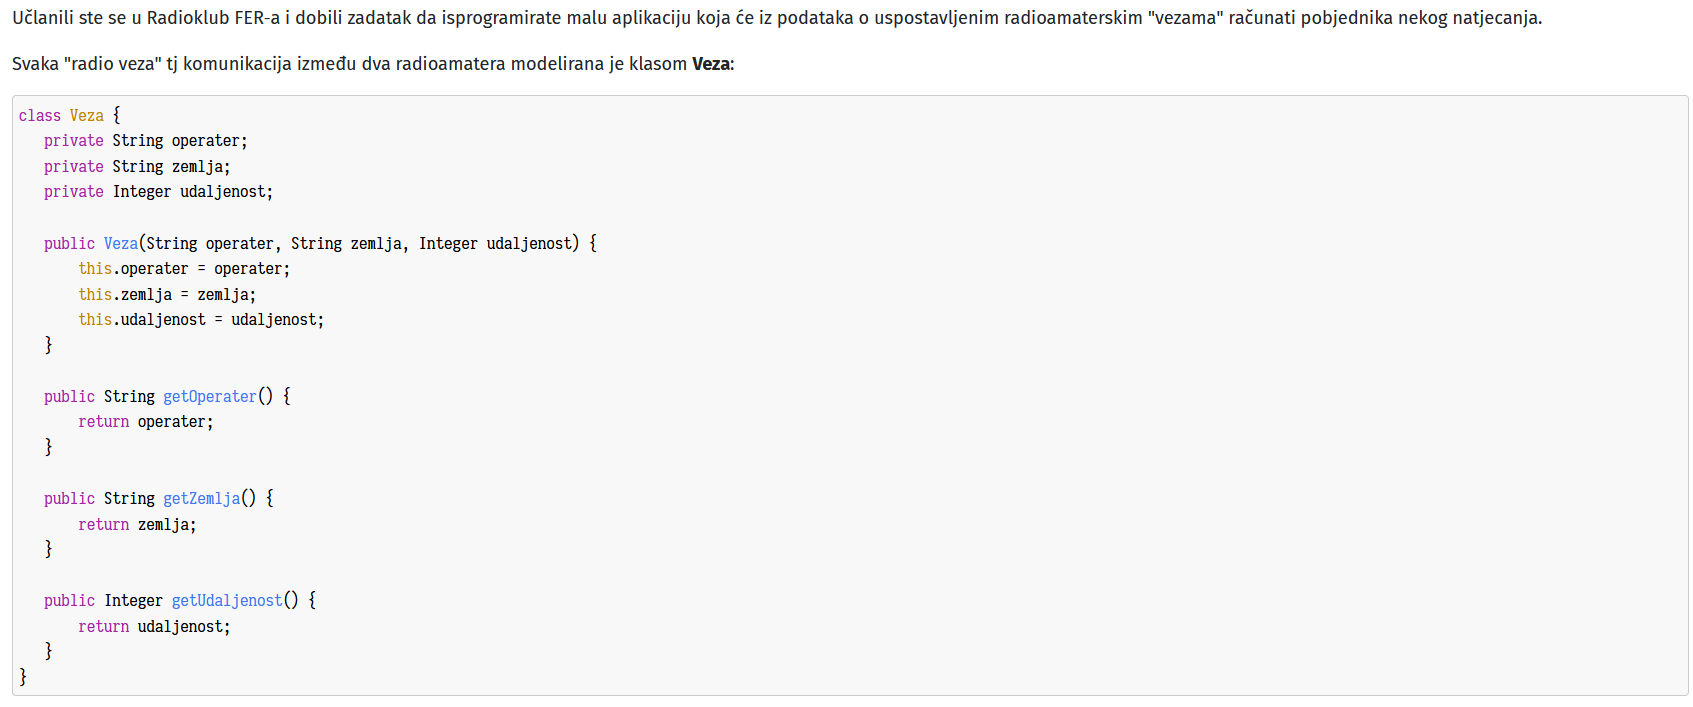 Učlanili ste se u Radioklub FER-a i dobili zadatak da isprogramirate malu aplikaciju koja će iz podataka o uspostavljenim radioamaterskim "vezama" računati pobjednika nekog natjecanja.
Svaka "radio veza" tj komunikacija između dva radioamatera modelirana je klasom Veza:
class Veza {
   private String operater;
   private String zemlja;
   private Integer udaljenost;

   public Veza(String operater, String zemlja, Integer udaljenost) {
       this.operater = operater;
       this.zemlja = zemlja;
       this.udaljenost = udaljenost;
   }

   public String getOperater() {
       return operater;
   }

   public String getZemlja() {
       return zemlja;
   }

   public Integer getUdaljenost() {
       return udaljenost;
   }
}